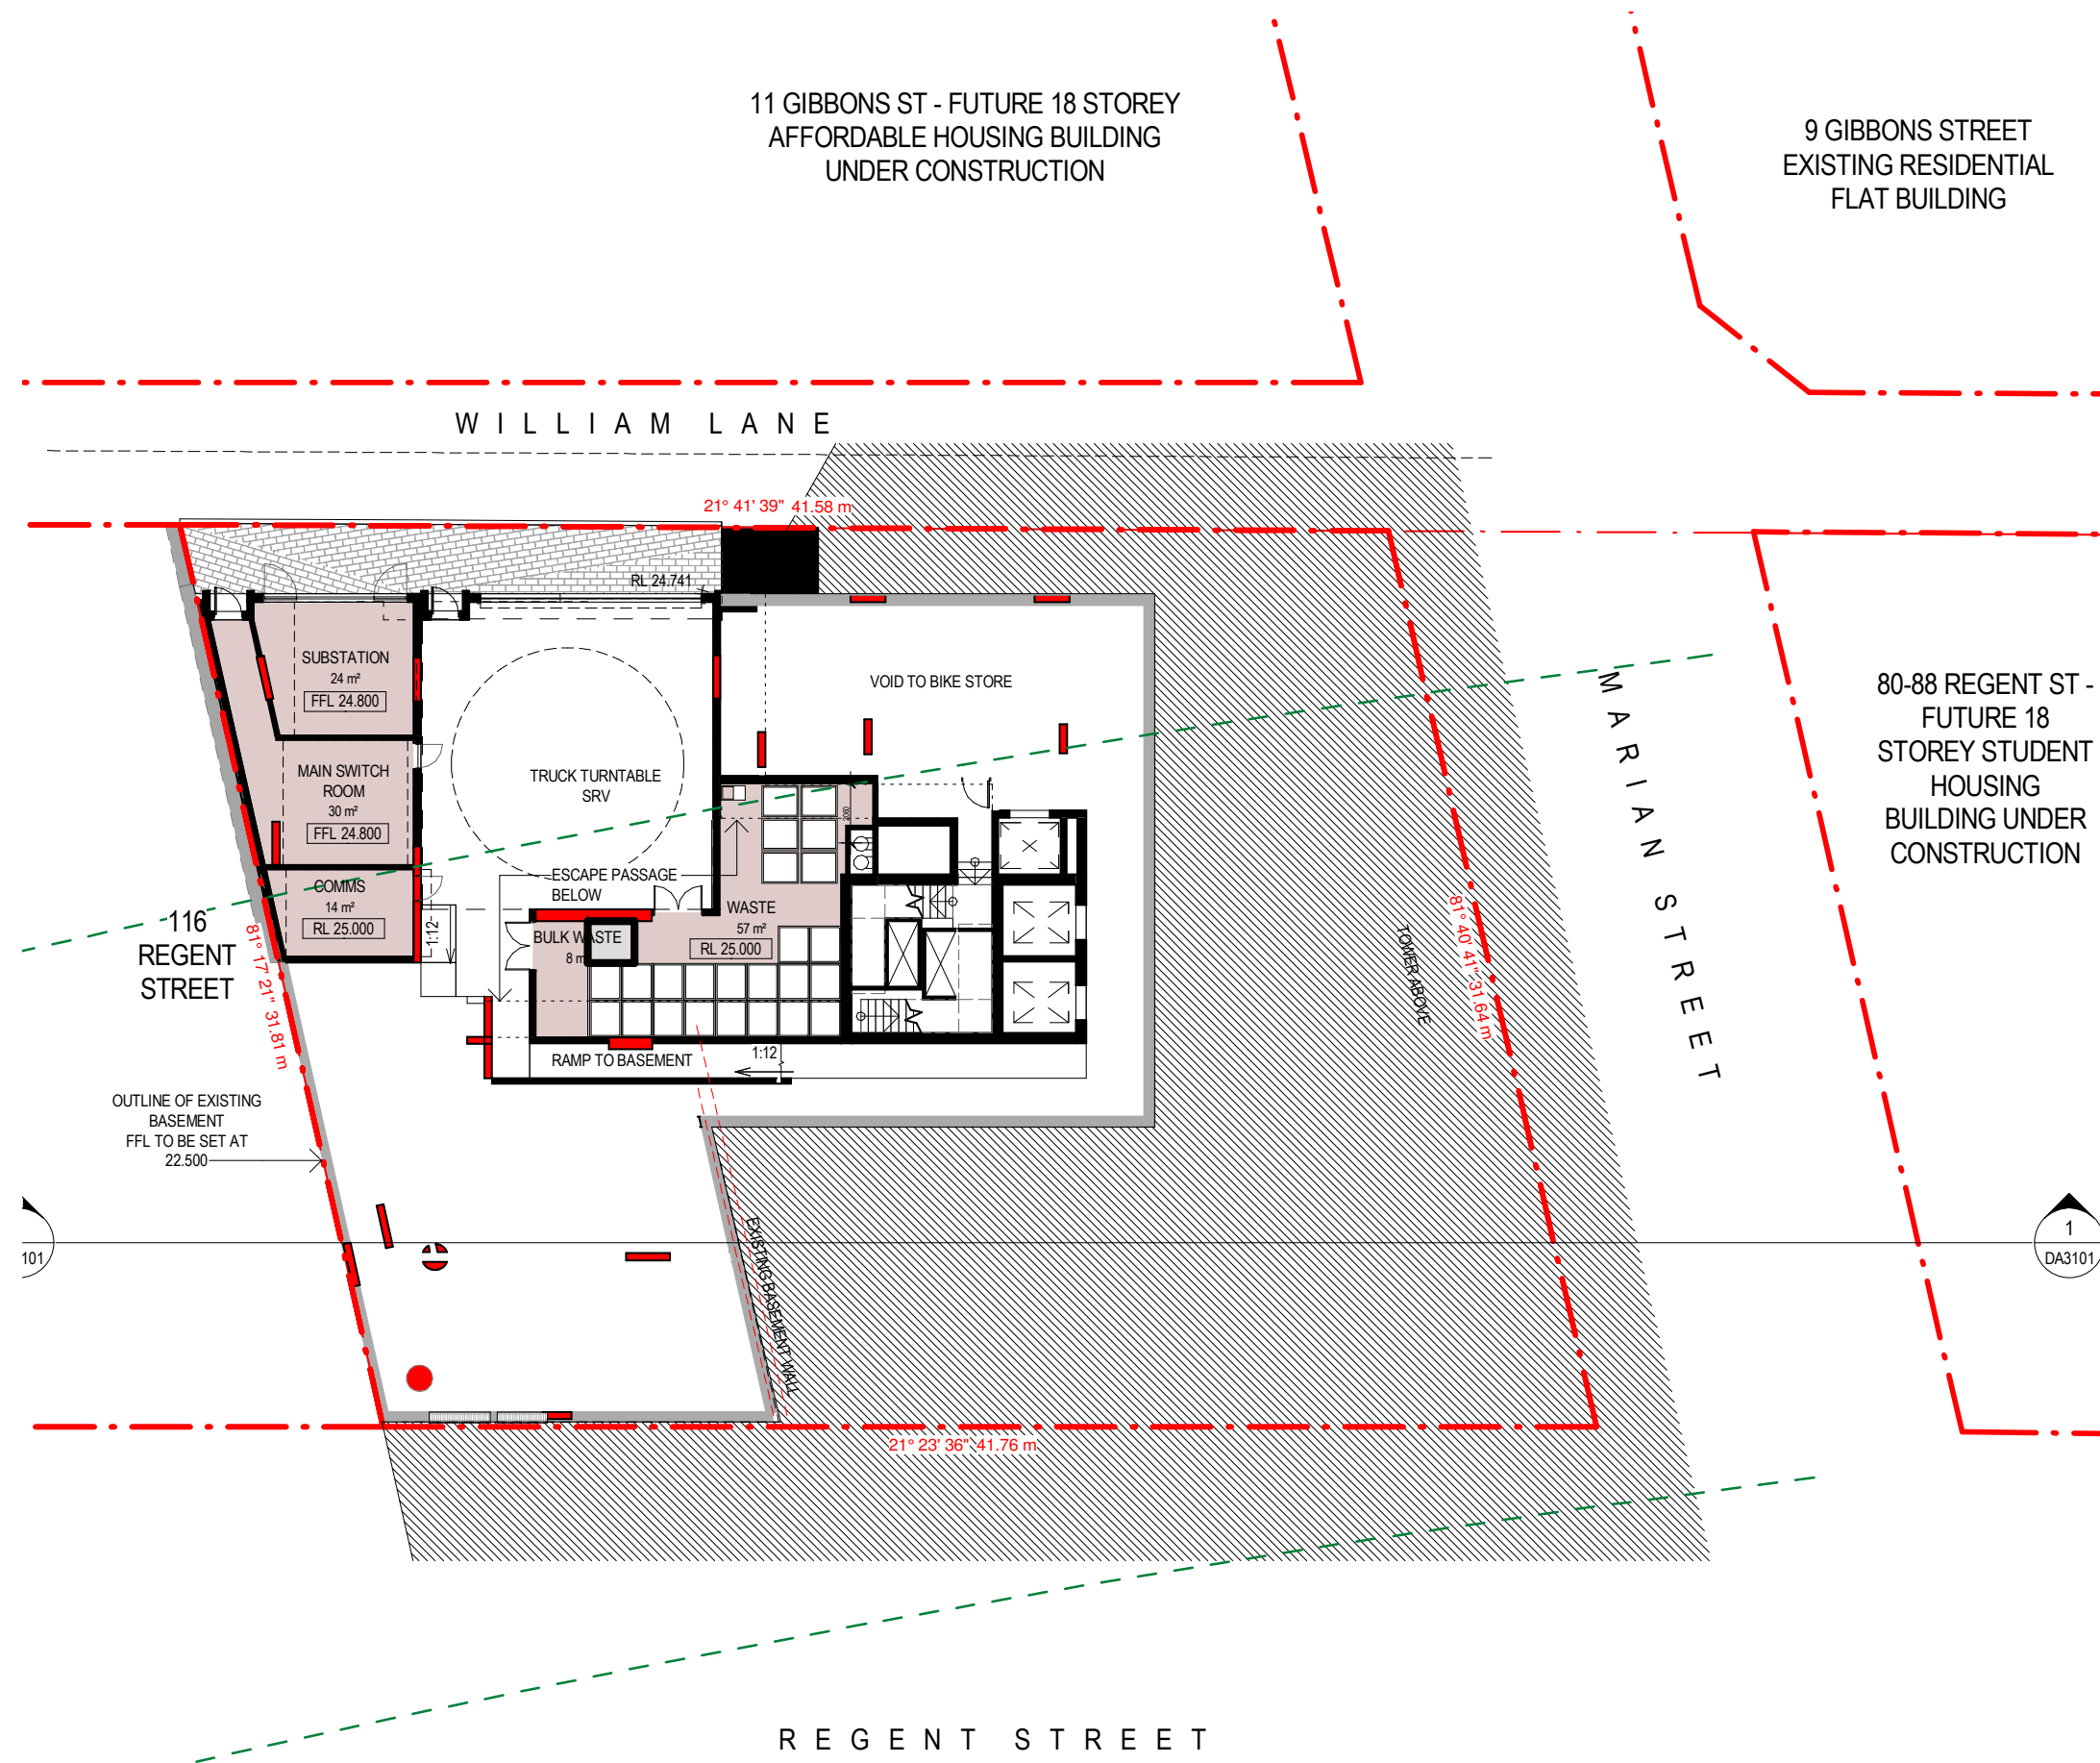 11 GIBBONS ST - FUTURE 18 STOREY
AFFORDABLE HOUSING BUILDING
UNDER CONSTRUCTION
9 GIBBONS STREET
EXISTING RESIDENTIAL
FLAT BUILDING
WILLIAM LANE
21° 41' 39" 41.58 m
RL 24.741
SUBSTATION
24 m²
FFL 24.800
VOID TO BIKE STORE
MARIAN STREET
80-88 REGENT ST -
FUTURE 18
STOREY STUDENT
HOUSING
BUILDING UNDER
CONSTRUCTION
MAIN SWITCH
ROOM
30 m²
FFL 24.800
TRUCK TURNTABLE
SRV
2060
ESCAPE PASSAGE
BELOW
COMMS
14 m²
RL 25.000
1:12
WASTE
57 m²
RL 25.000
BULK WASTE
8 m
116
REGENT
STREET
81° 17' 21" 31.81 m
TOWER ABOVE
81° 40' 41" 31.64 m
RAMP TO BASEMENT
1:12
OUTLINE OF EXISTING
BASEMENT
FFL TO BE SET AT
22.500
EXISTING BASEMENT WALL
101
1
DA3101
21° 23' 36" 41.76 m
REGENT STREET